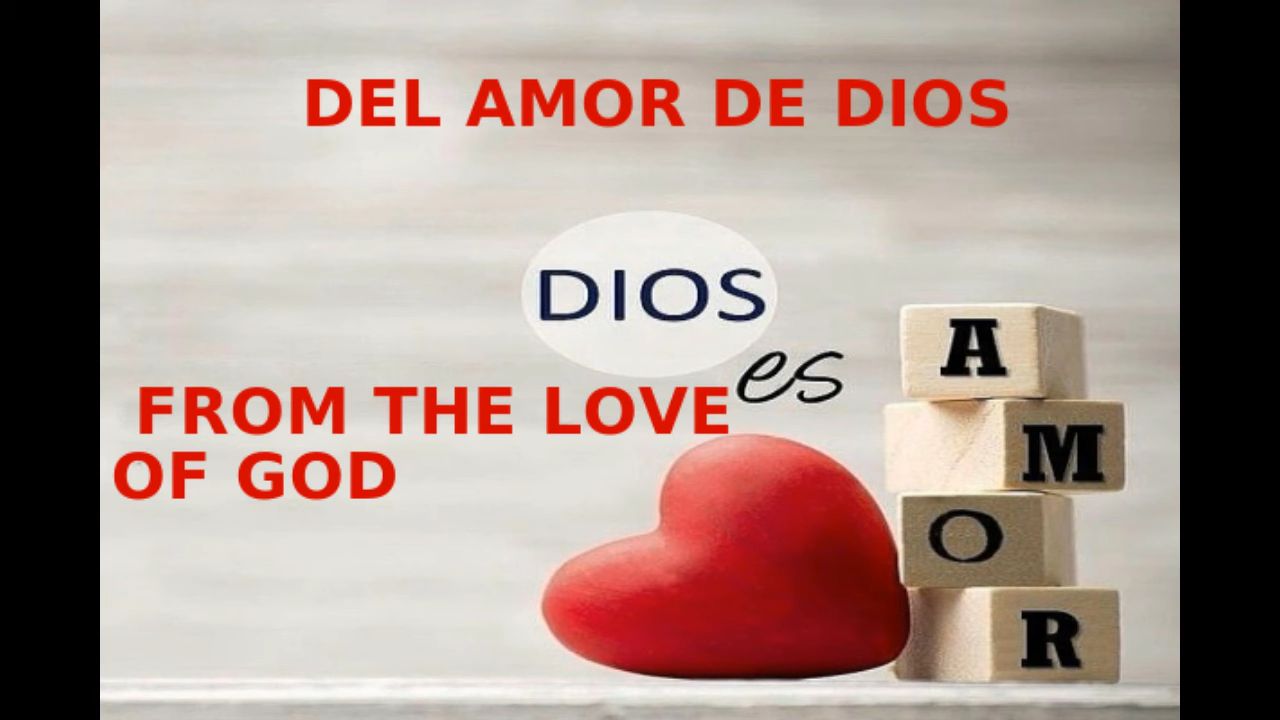 DEL AMOR DE DIOS
DIOS
es
FROM THE LOVE
OF GOD
A
M
O
R